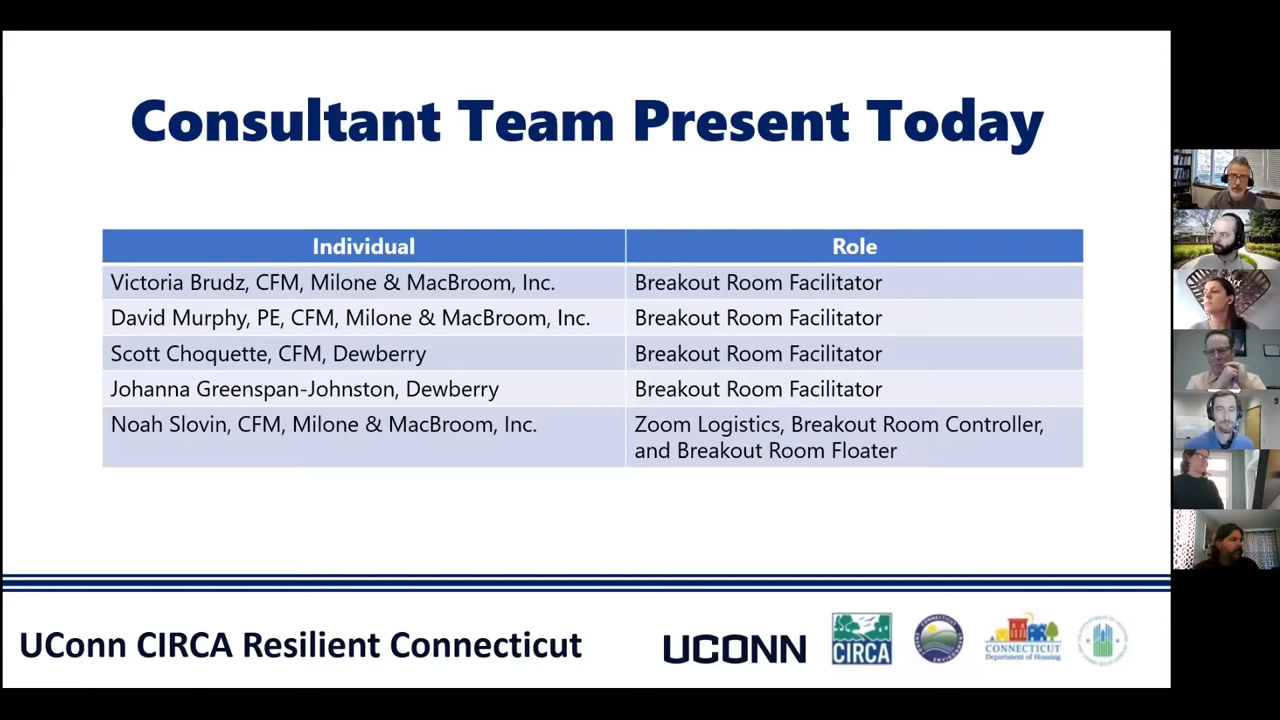 Consultant Team Present Today
Individual Role
Victoria Brudz, CFM, Milone & MacBroom, Inc. Breakout Room Facilitator
David Murphy, PE, CFM, Milone & MacBroom, Inc. Breakout Room Facilitator
Scott Choquette, CFM, Dewberry Breakout Room Facilitator
Johanna Greenspan-Johnston, Dewberry Breakout Room Facilitator
Noah Slovin, CFM, Milone & MacBroom, Inc. Zoom Logistics, Breakout Room Controller,
and Breakout Room Floater
UConn CIRCA Resilient Connecticut
UCONN
CIRCA
CONNECTICUT
Department of Housing